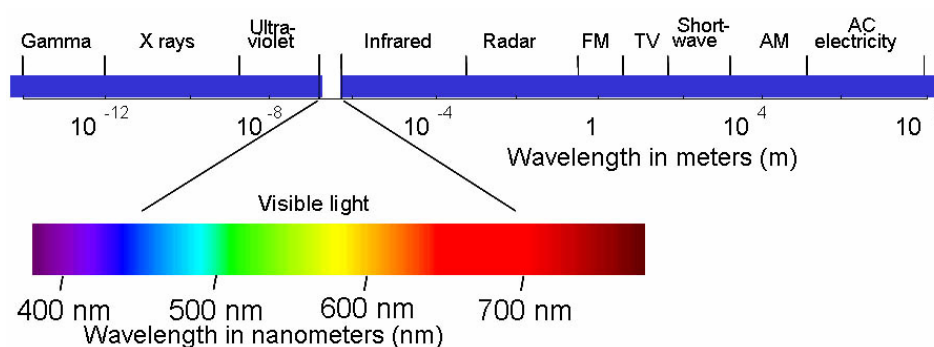 Gamma X rays Ultra-violet Infrared Radar FM TV Short-wave AM AC electricity
10^-12 10^-8 10^-4 1 10^4 10
Wavelength in meters (m)
Visible light
400 nm 500 nm 600 nm 700 nm
Wavelength in nanometers (nm)